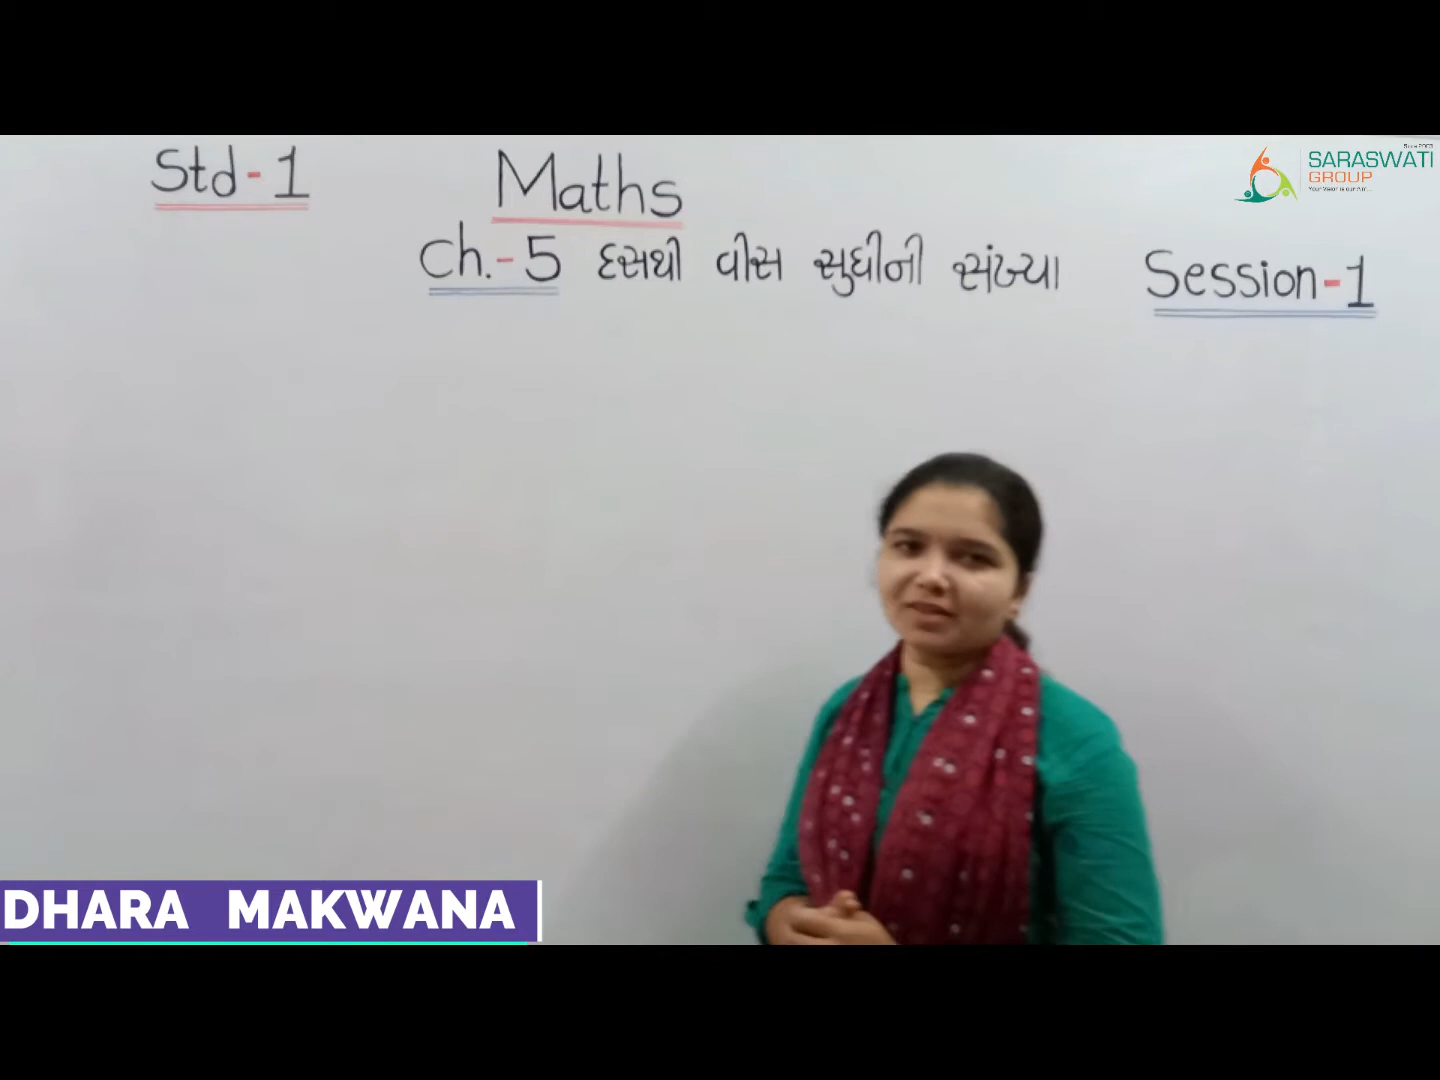 Std-1
Maths
Ch.-5 દસથી વીસ સુધીની સંખ્યા
Session-1
SARASWATI
GROUP
DHARA MAKWANA